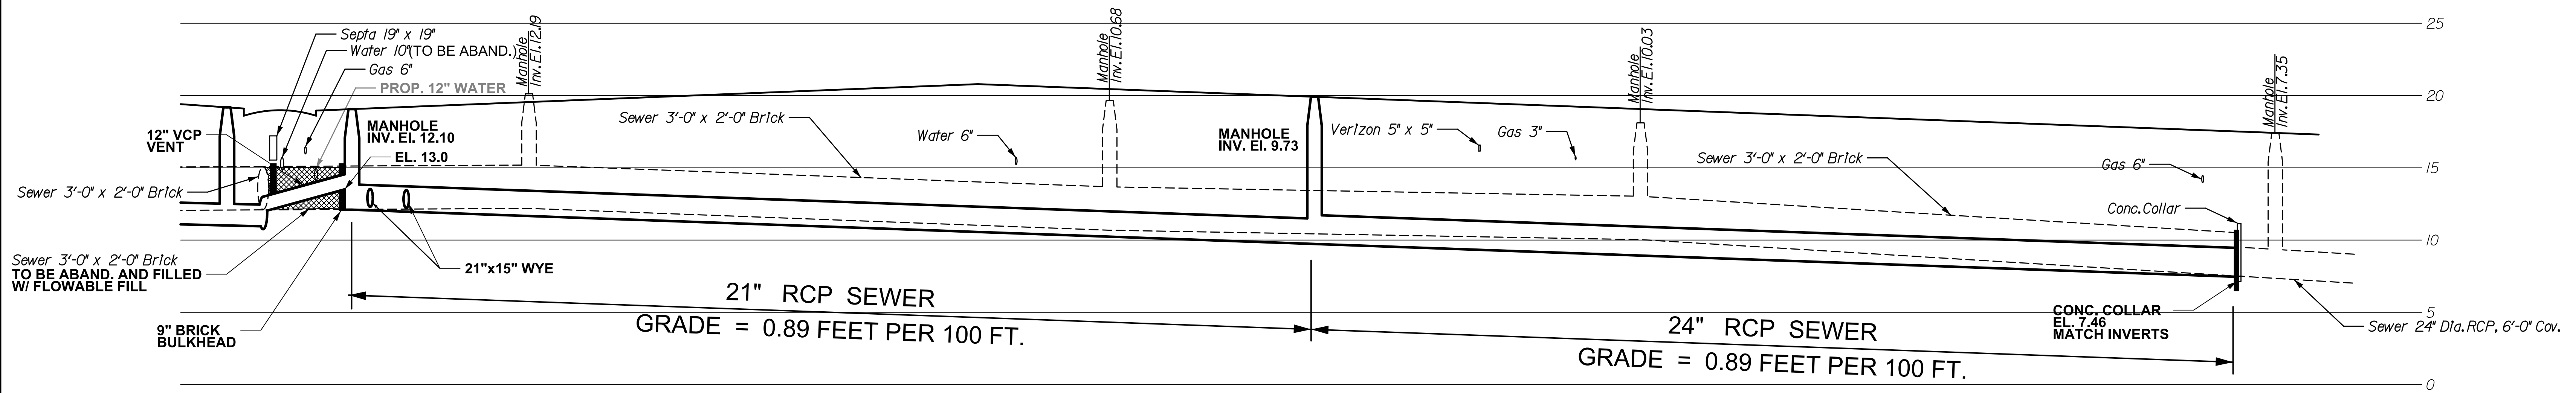 25
20
15
10
5
0
Septa 19" x 19"
Water 10"(TO BE ABAND.)
Gas 6"
PROP. 12" WATER
Manhole
Inv.El.12.19
Manhole
Inv.El.10.68
Manhole
Inv.El.10.03
Manhole
Inv.El.7.35
12" VCP
VENT
MANHOLE
INV. El. 12.10
EL. 13.0
Sewer 3'-0" x 2'-0" Brick
Sewer 3'-0" x 2'-0" Brick
Water 6"
MANHOLE
INV. El. 9.73
Verizon 5" x 5"
Gas 3"
Sewer 3'-0" x 2'-0" Brick
Gas 6"
Conc.Collar
Sewer 3'-0" x 2'-0" Brick
TO BE ABAND. AND FILLED
W/ FLOWABLE FILL
21"x15" WYE
9" BRICK
BULKHEAD
21" RCP SEWER
GRADE = 0.89 FEET PER 100 FT.
24" RCP SEWER
GRADE = 0.89 FEET PER 100 FT.
CONC. COLLAR
EL. 7.46
MATCH INVERTS
Sewer 24" Dia.RCP, 6'-0" Cov.